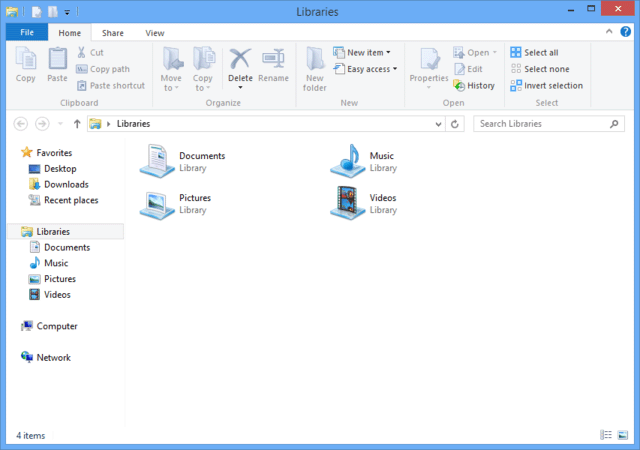 Libraries
File Home Share View
Copy
Paste
Cut
Copy path
Paste shortcut
Clipboard
Move to
Copy to
Delete
Rename
Organize
New folder
New item
Easy access
New
Properties
Open
Edit
History
Open
Select all
Select none
Invert selection
Select
Libraries
Search Libraries
Favorites
Desktop
Downloads
Recent places
Libraries
Documents
Music
Pictures
Videos
Computer
Network
Documents
Library
Music
Library
Pictures
Library
Videos
Library
4 items